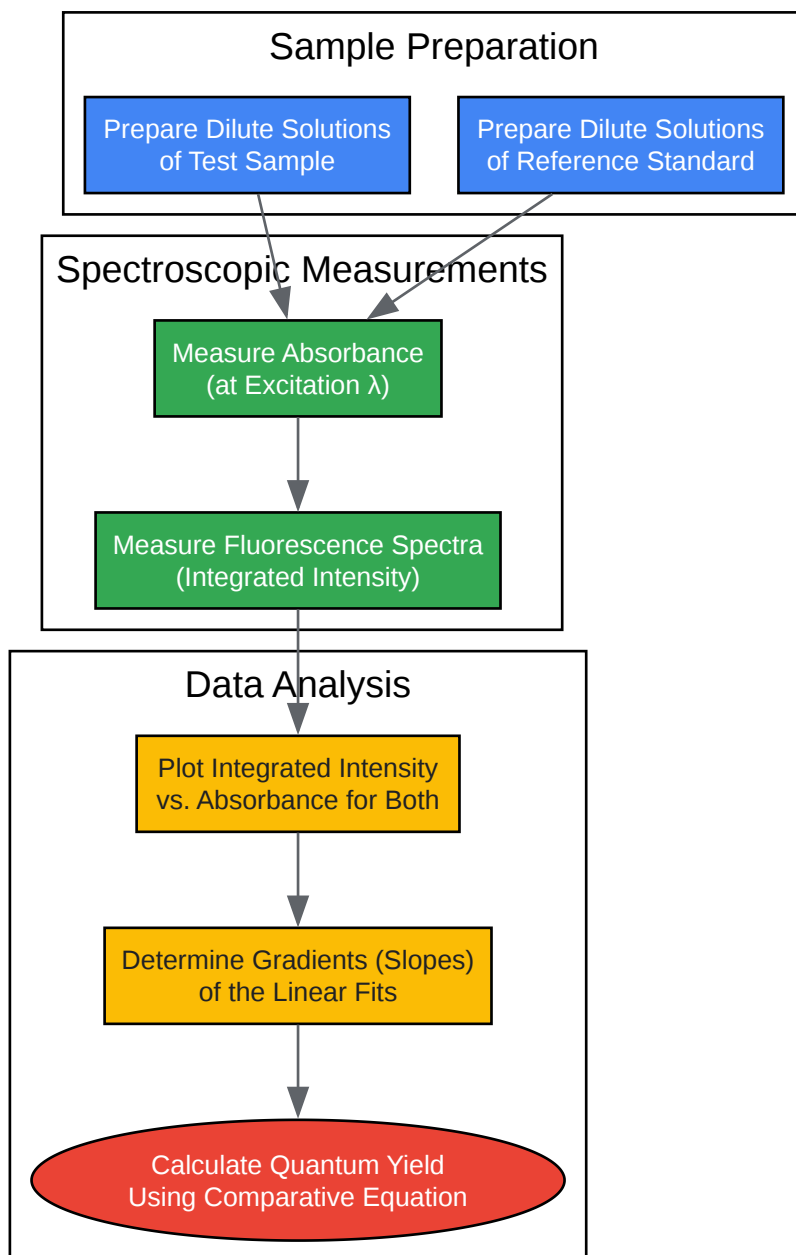 Sample Preparation
Prepare Dilute Solutions
of Test Sample
Prepare Dilute Solutions
of Reference Standard
Spectroscopic Measurements
Measure Absorbance
(at Excitation λ)
Measure Fluorescence Spectra
(Integrated Intensity)
Data Analysis
Plot Integrated Intensity
vs. Absorbance for Both
Determine Gradients (Slopes)
of the Linear Fits
Calculate Quantum Yield
Using Comparative Equation